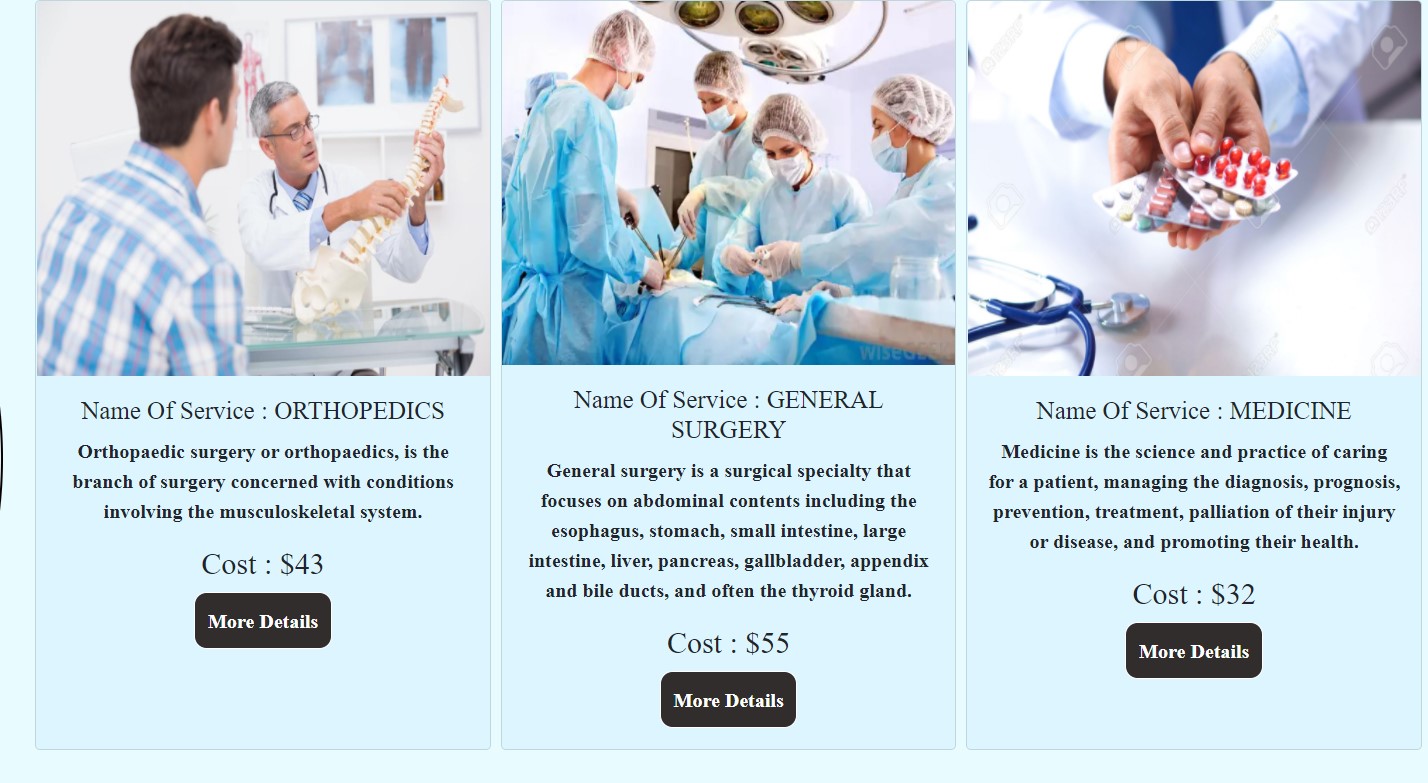 Name Of Service : ORTHOPEDICS
Orthopaedic surgery or orthopaedics, is the
branch of surgery concerned with conditions
involving the musculoskeletal system.
Cost : $43
More Details
Name Of Service : GENERAL
SURGERY
General surgery is a surgical specialty that
focuses on abdominal contents including the
esophagus, stomach, small intestine, large
intestine, liver, pancreas, gallbladder, appendix
and bile ducts, and often the thyroid gland.
Cost : $55
More Details
Name Of Service : MEDICINE
Medicine is the science and practice of caring
for a patient, managing the diagnosis, prognosis,
prevention, treatment, palliation of their injury
or disease, and promoting their health.
Cost : $32
More Details